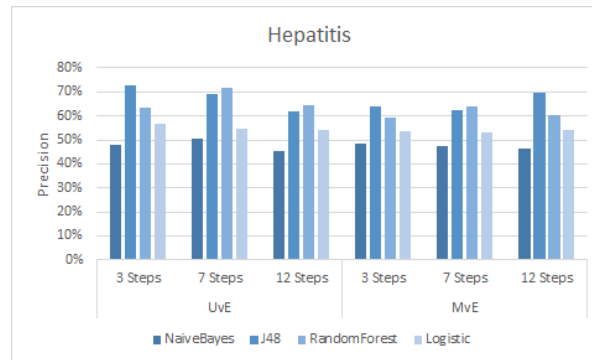 Hepatitis
80%
70%
60%
50%
40%
30%
20%
10%
0%
Precision
3 Steps 7 Steps 12 Steps 3 Steps 7 Steps 12 Steps
UvE MvE
NaiveBayes J48 RandomForest Logistic